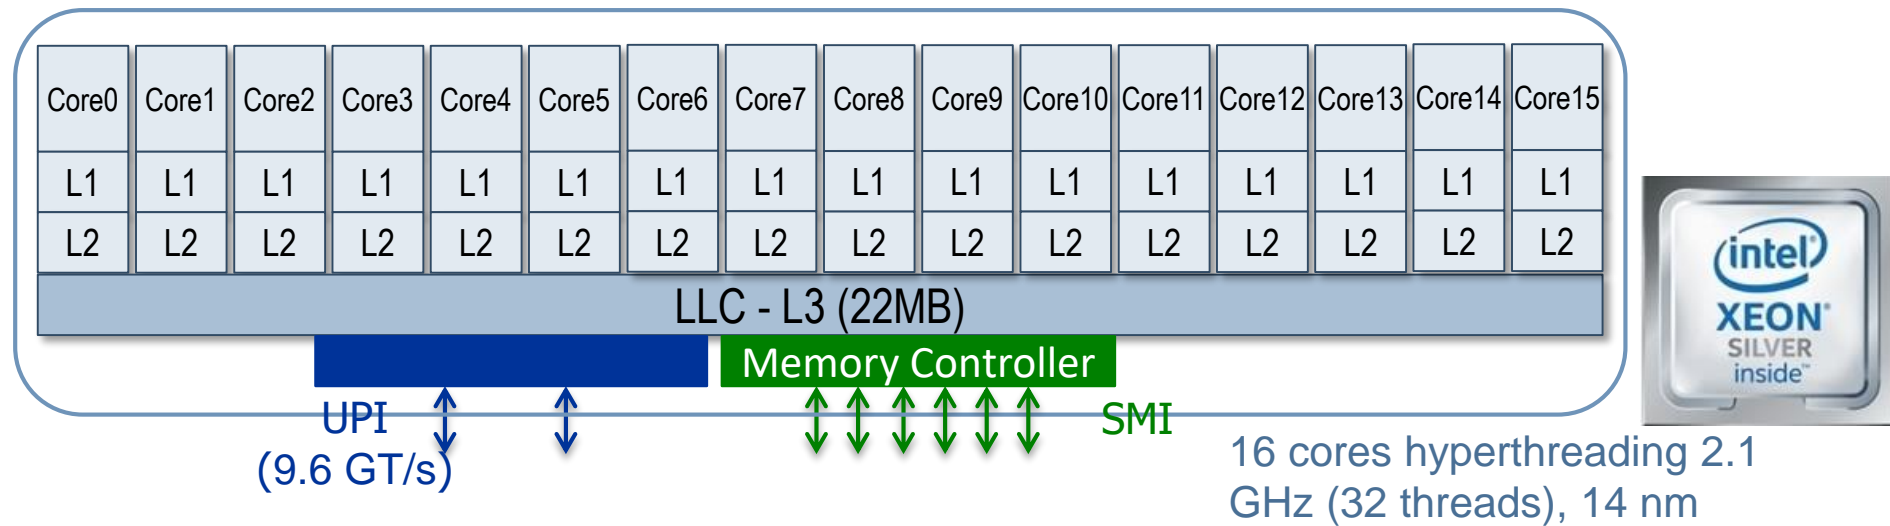 Core0 Core1 Core2 Core3 Core4 Core5 Core6 Core7 Core8 Core9 Core10 Core11 Core12 Core13 Core14 Core15
L1 L1 L1 L1 L1 L1 L1 L1 L1 L1 L1 L1 L1 L1 L1 L1
L2 L2 L2 L2 L2 L2 L2 L2 L2 L2 L2 L2 L2 L2 L2 L2
LLC - L3 (22MB)
Memory Controller
UPI
(9.6 GT/s)
SMI
intel
XEON®
SILVER
inside™
16 cores hyperthreading 2.1
GHz (32 threads), 14 nm